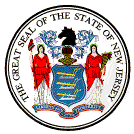 THE GREAT SEAL OF THE STATE OF NEW JERSEY